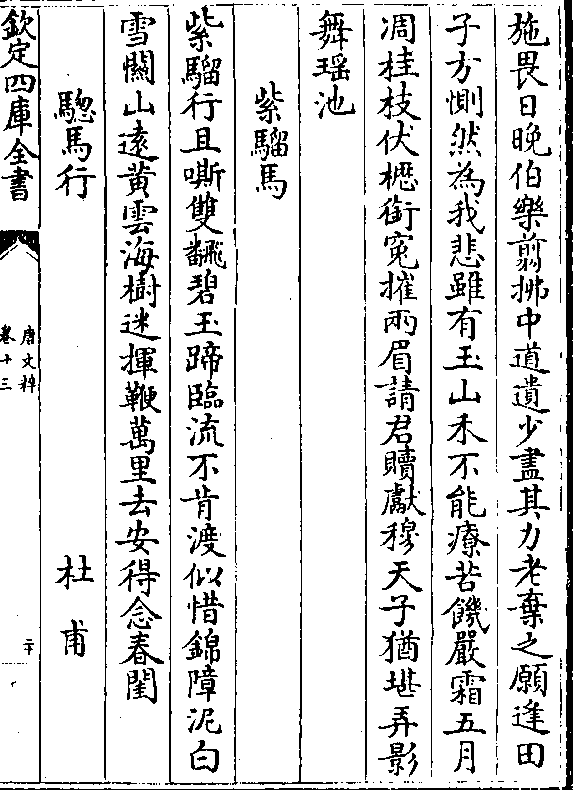 施畏日晚伯樂翦拂中道遺少盡其力老棄之願逢田
子方惻然為我悲雖有玉山禾不能療苦饑嚴霜五月
凋桂枝伏櫪銜寃摧兩眉請君贖獻穆天子猶堪弄影
舞瑶池
紫騮馬
紫騮行且嘶雙飜碧玉蹄臨流不肯渡似惜錦障泥白
雪闗山遠黄雲海樹迷揮鞭萬里去安得念春閨
驄馬行 杜甫
欽定四庫全書
唐文粹
卷十三
二十